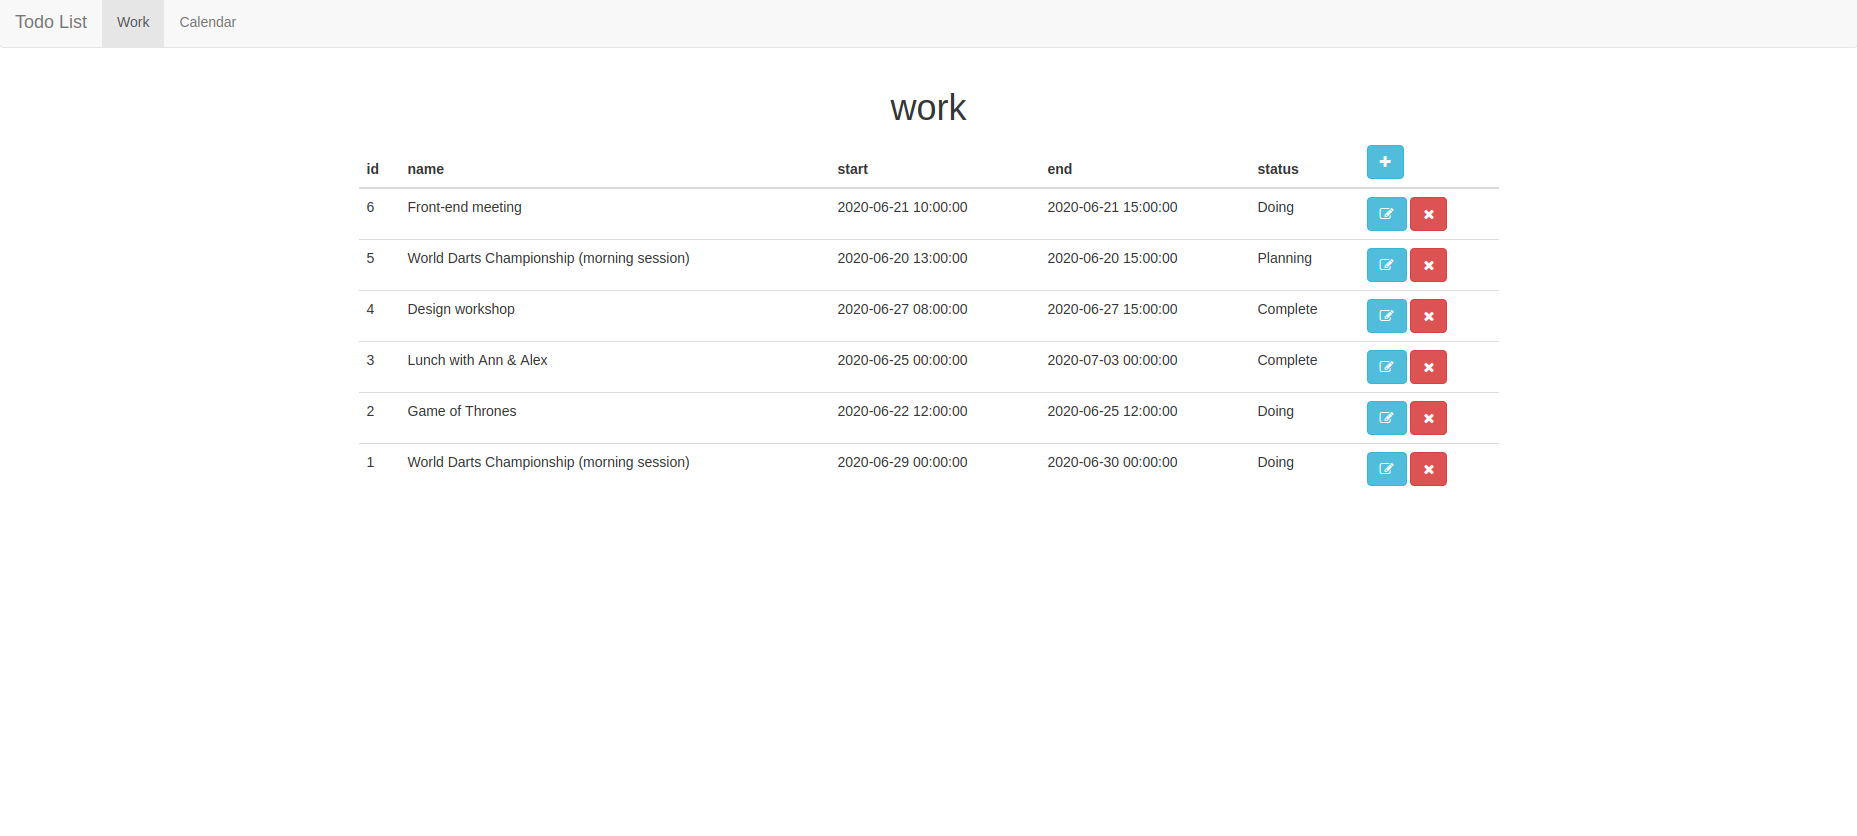 Todo List Work Calendar
work
id name start end status
6 Front-end meeting 2020-06-21 10:00:00 2020-06-21 15:00:00 Doing
5 World Darts Championship (morning session) 2020-06-20 13:00:00 2020-06-20 15:00:00 Planning
4 Design workshop 2020-06-27 08:00:00 2020-06-27 15:00:00 Complete
3 Lunch with Ann & Alex 2020-06-25 00:00:00 2020-07-03 00:00:00 Complete
2 Game of Thrones 2020-06-22 12:00:00 2020-06-25 12:00:00 Doing
1 World Darts Championship (morning session) 2020-06-29 00:00:00 2020-06-30 00:00:00 Doing